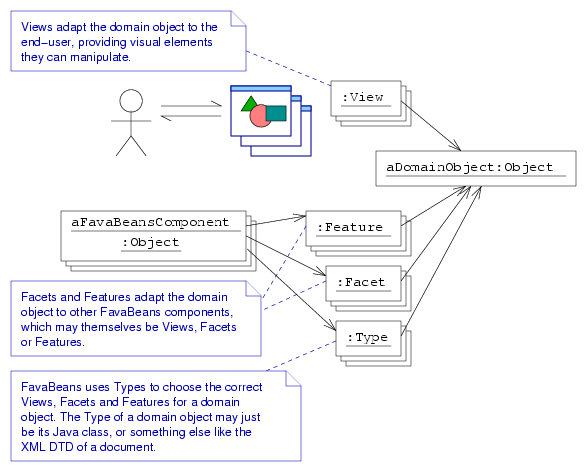 Views adapt the domain object to the
end-user, providing visual elements
they can manipulate.
:View
aDomainObject:Object
aFavaBeansComponent
:Object
:Feature
:Facet
Facets and Features adapt the domain
object to other FavaBeans components,
which may themselves be Views, Facets
or Features.
:Type
FavaBeans uses Types to choose the correct
Views, Facets and Features for a domain
object. The Type of a domain object may just
be its Java class, or something else like the
XML DTD of a document.